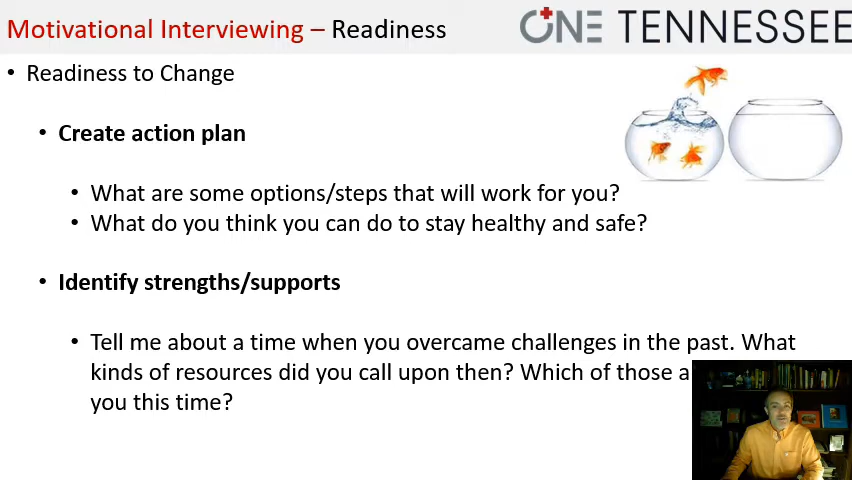 Motivational Interviewing – Readiness
ONE TENNESSEE
• Readiness to Change
• Create action plan
• What are some options/steps that will work for you?
• What do you think you can do to stay healthy and safe?
• Identify strengths/supports
• Tell me about a time when you overcame challenges in the past. What
kinds of resources did you call upon then? Which of those a
you this time?